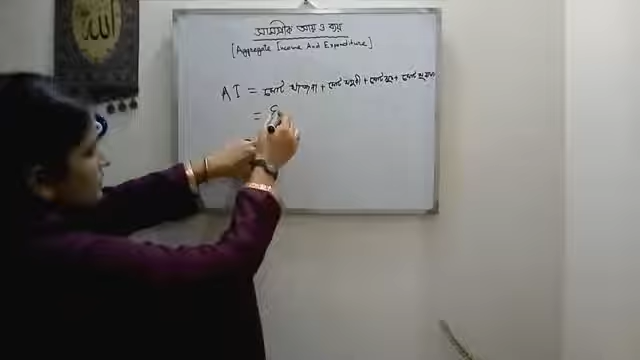 সামগ্রিক আয় ও ব্যয়
[Aggregate Income And Expenditure]
AI = মোট খাজনা + মোট মজুরী + মোট সুদ + মোট মুনাফা
=